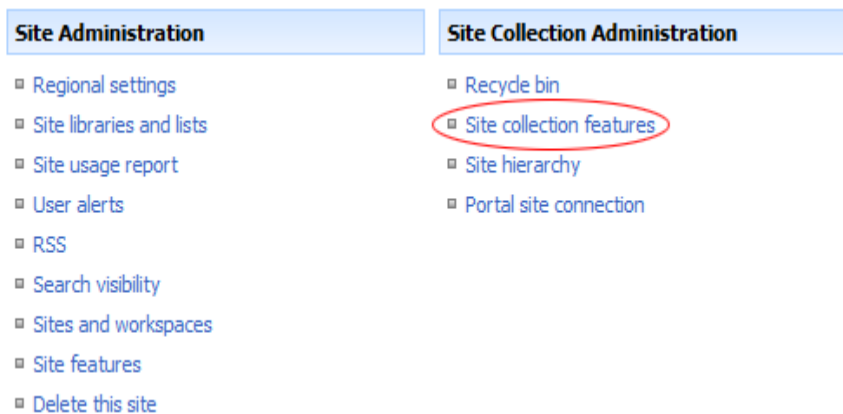 Site Administration
Regional settings
Site libraries and lists
Site usage report
User alerts
RSS
Search visibility
Sites and workspaces
Site features
Delete this site
Site Collection Administration
Recycle bin
Site collection features
Site hierarchy
Portal site connection